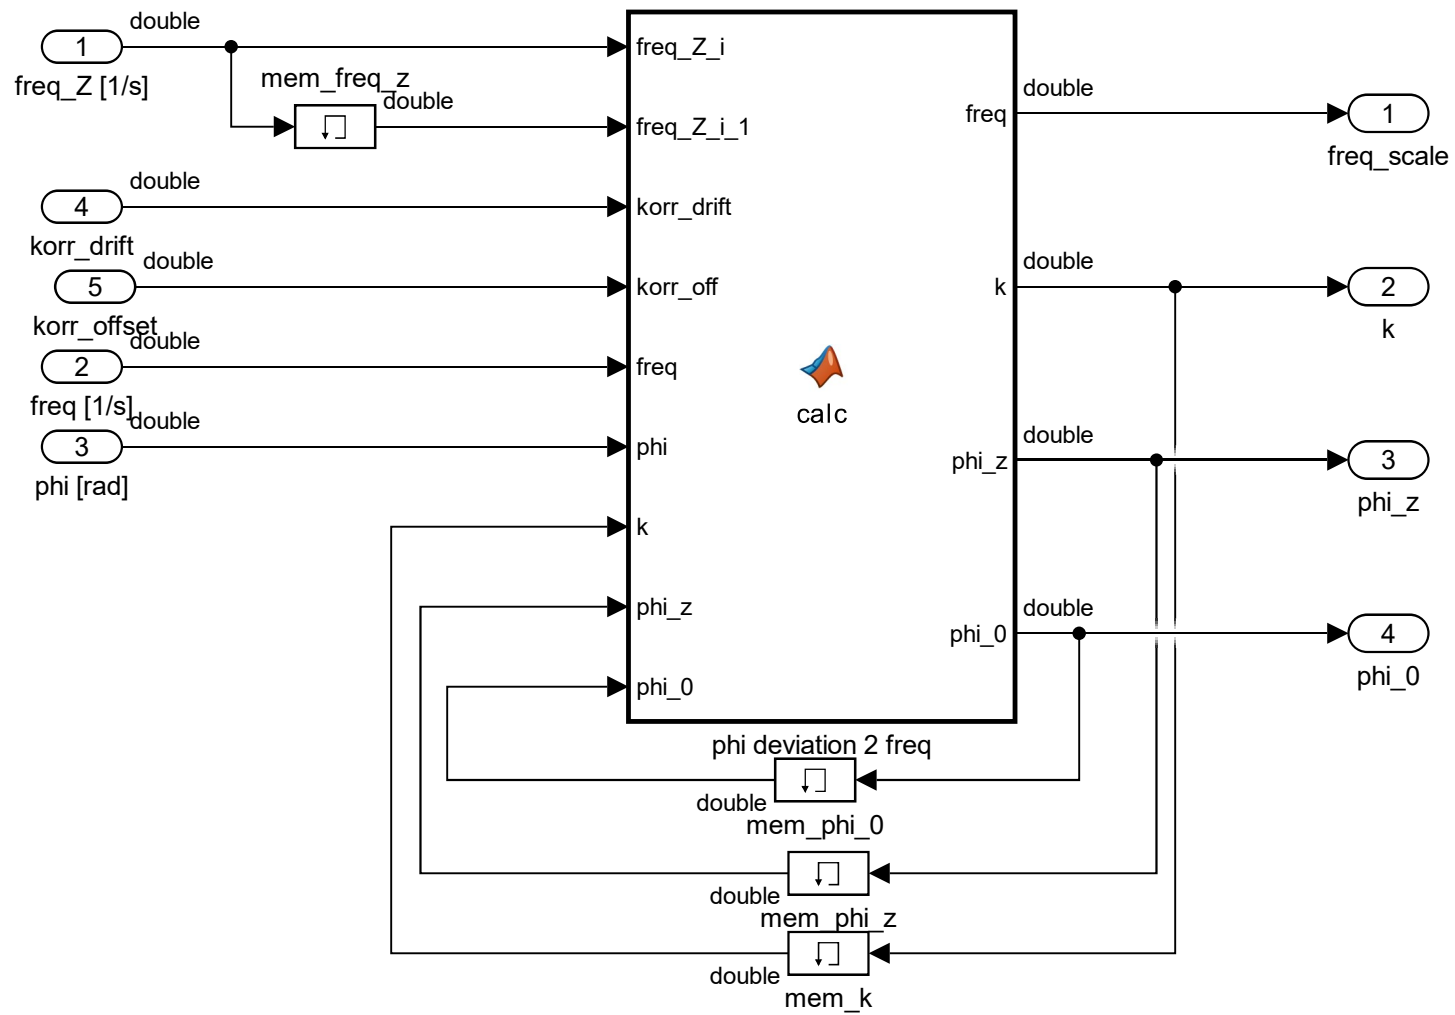 double
1
freq_Z [1/s]
mem_freq_z
double
double
4
korr_drift
double
5
korr_offset
double
2
freq [1/s]
double
3
phi [rad]
freq_Z_i
freq_Z_i_1
korr_drift
korr_off
freq
phi
k
phi_z
phi_0
calc
freq
k
phi_z
phi_0
phi deviation 2 freq
double
1
freq_scale
double
2
k
double
3
phi_z
double
4
phi_0
double
mem_phi_0
double
mem_phi_z
double
mem_k